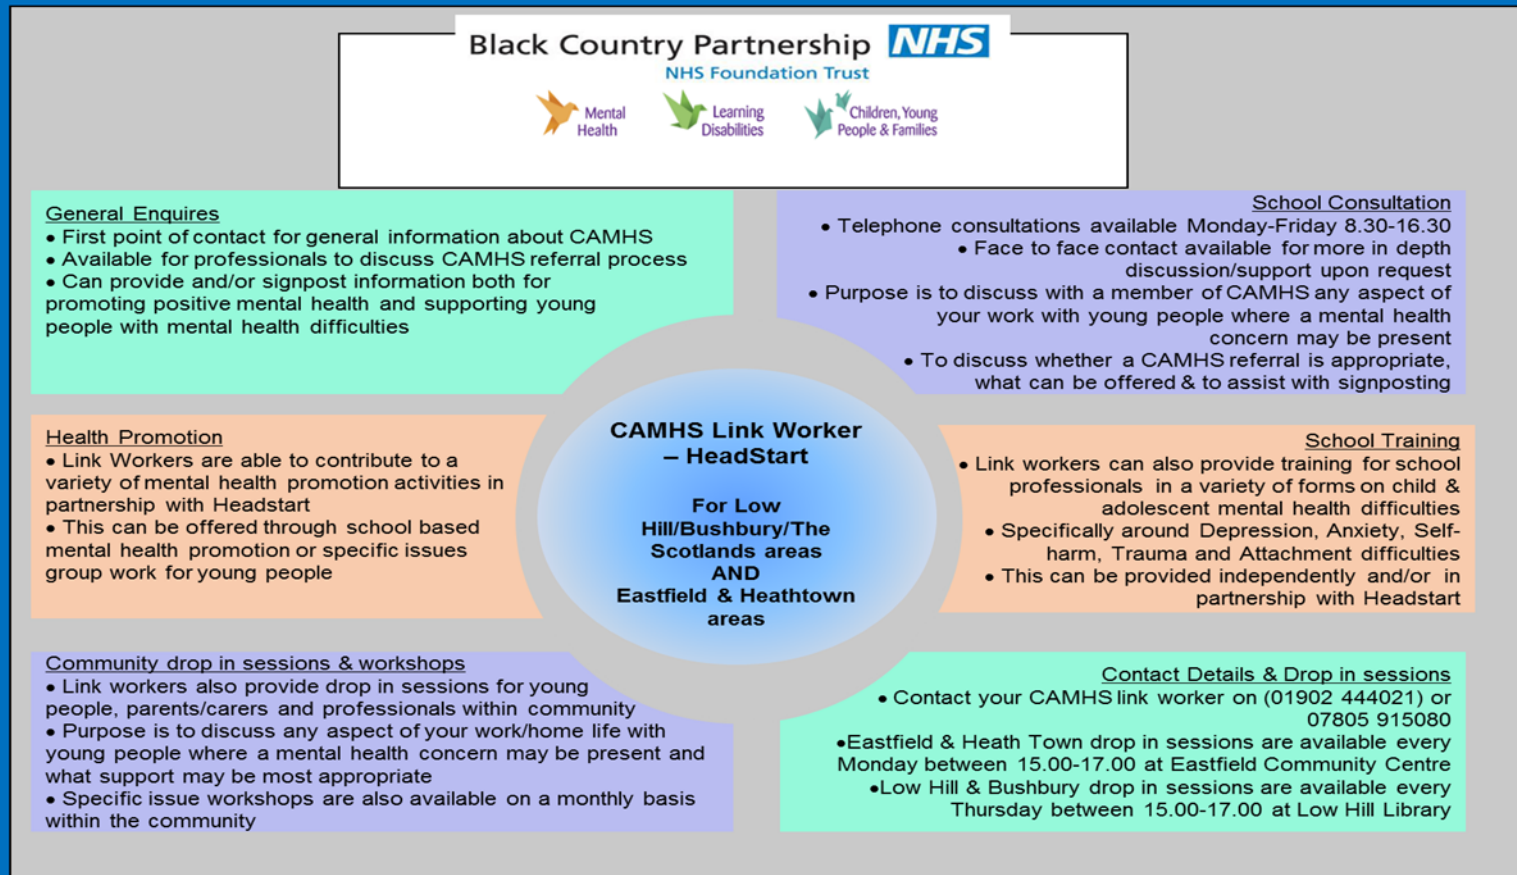 Black Country Partnership NHS
NHS Foundation Trust
Mental
Health
Learning
Disabilities
Children, Young
People & Families
General Enquires
• First point of contact for general information about CAMHS
• Available for professionals to discuss CAMHS referral process
• Can provide and/or signpost information both for
promoting positive mental health and supporting young
people with mental health difficulties
School Consultation
• Telephone consultations available Monday-Friday 8.30-16.30
• Face to face contact available for more in depth
discussion/support upon request
• Purpose is to discuss with a member of CAMHS any aspect of
your work with young people where a mental health
concern may be present
• To discuss whether a CAMHS referral is appropriate,
what can be offered & to assist with signposting
Health Promotion
• Link Workers are able to contribute to a
variety of mental health promotion activities in
partnership with Headstart
• This can be offered through school based
mental health promotion or specific issues
group work for young people
CAMHS Link Worker
– HeadStart
For Low
Hill/Bushbury/The
Scotlands areas
AND
Eastfield & Heathtown
areas
School Training
• Link workers can also provide training for school
professionals in a variety of forms on child &
adolescent mental health difficulties
• Specifically around Depression, Anxiety, Self-
harm, Trauma and Attachment difficulties
• This can be provided independently and/or in
partnership with Headstart
Community drop in sessions & workshops
• Link workers also provide drop in sessions for young
people, parents/carers and professionals within community
• Purpose is to discuss any aspect of your work/home life with
young people where a mental health concern may be present and
what support may be most appropriate
• Specific issue workshops are also available on a monthly basis
within the community
Contact Details & Drop in sessions
• Contact your CAMHS link worker on (01902 444021) or
07805 915080
•Eastfield & Heath Town drop in sessions are available every
Monday between 15.00-17.00 at Eastfield Community Centre
•Low Hill & Bushbury drop in sessions are available every
Thursday between 15.00-17.00 at Low Hill Library